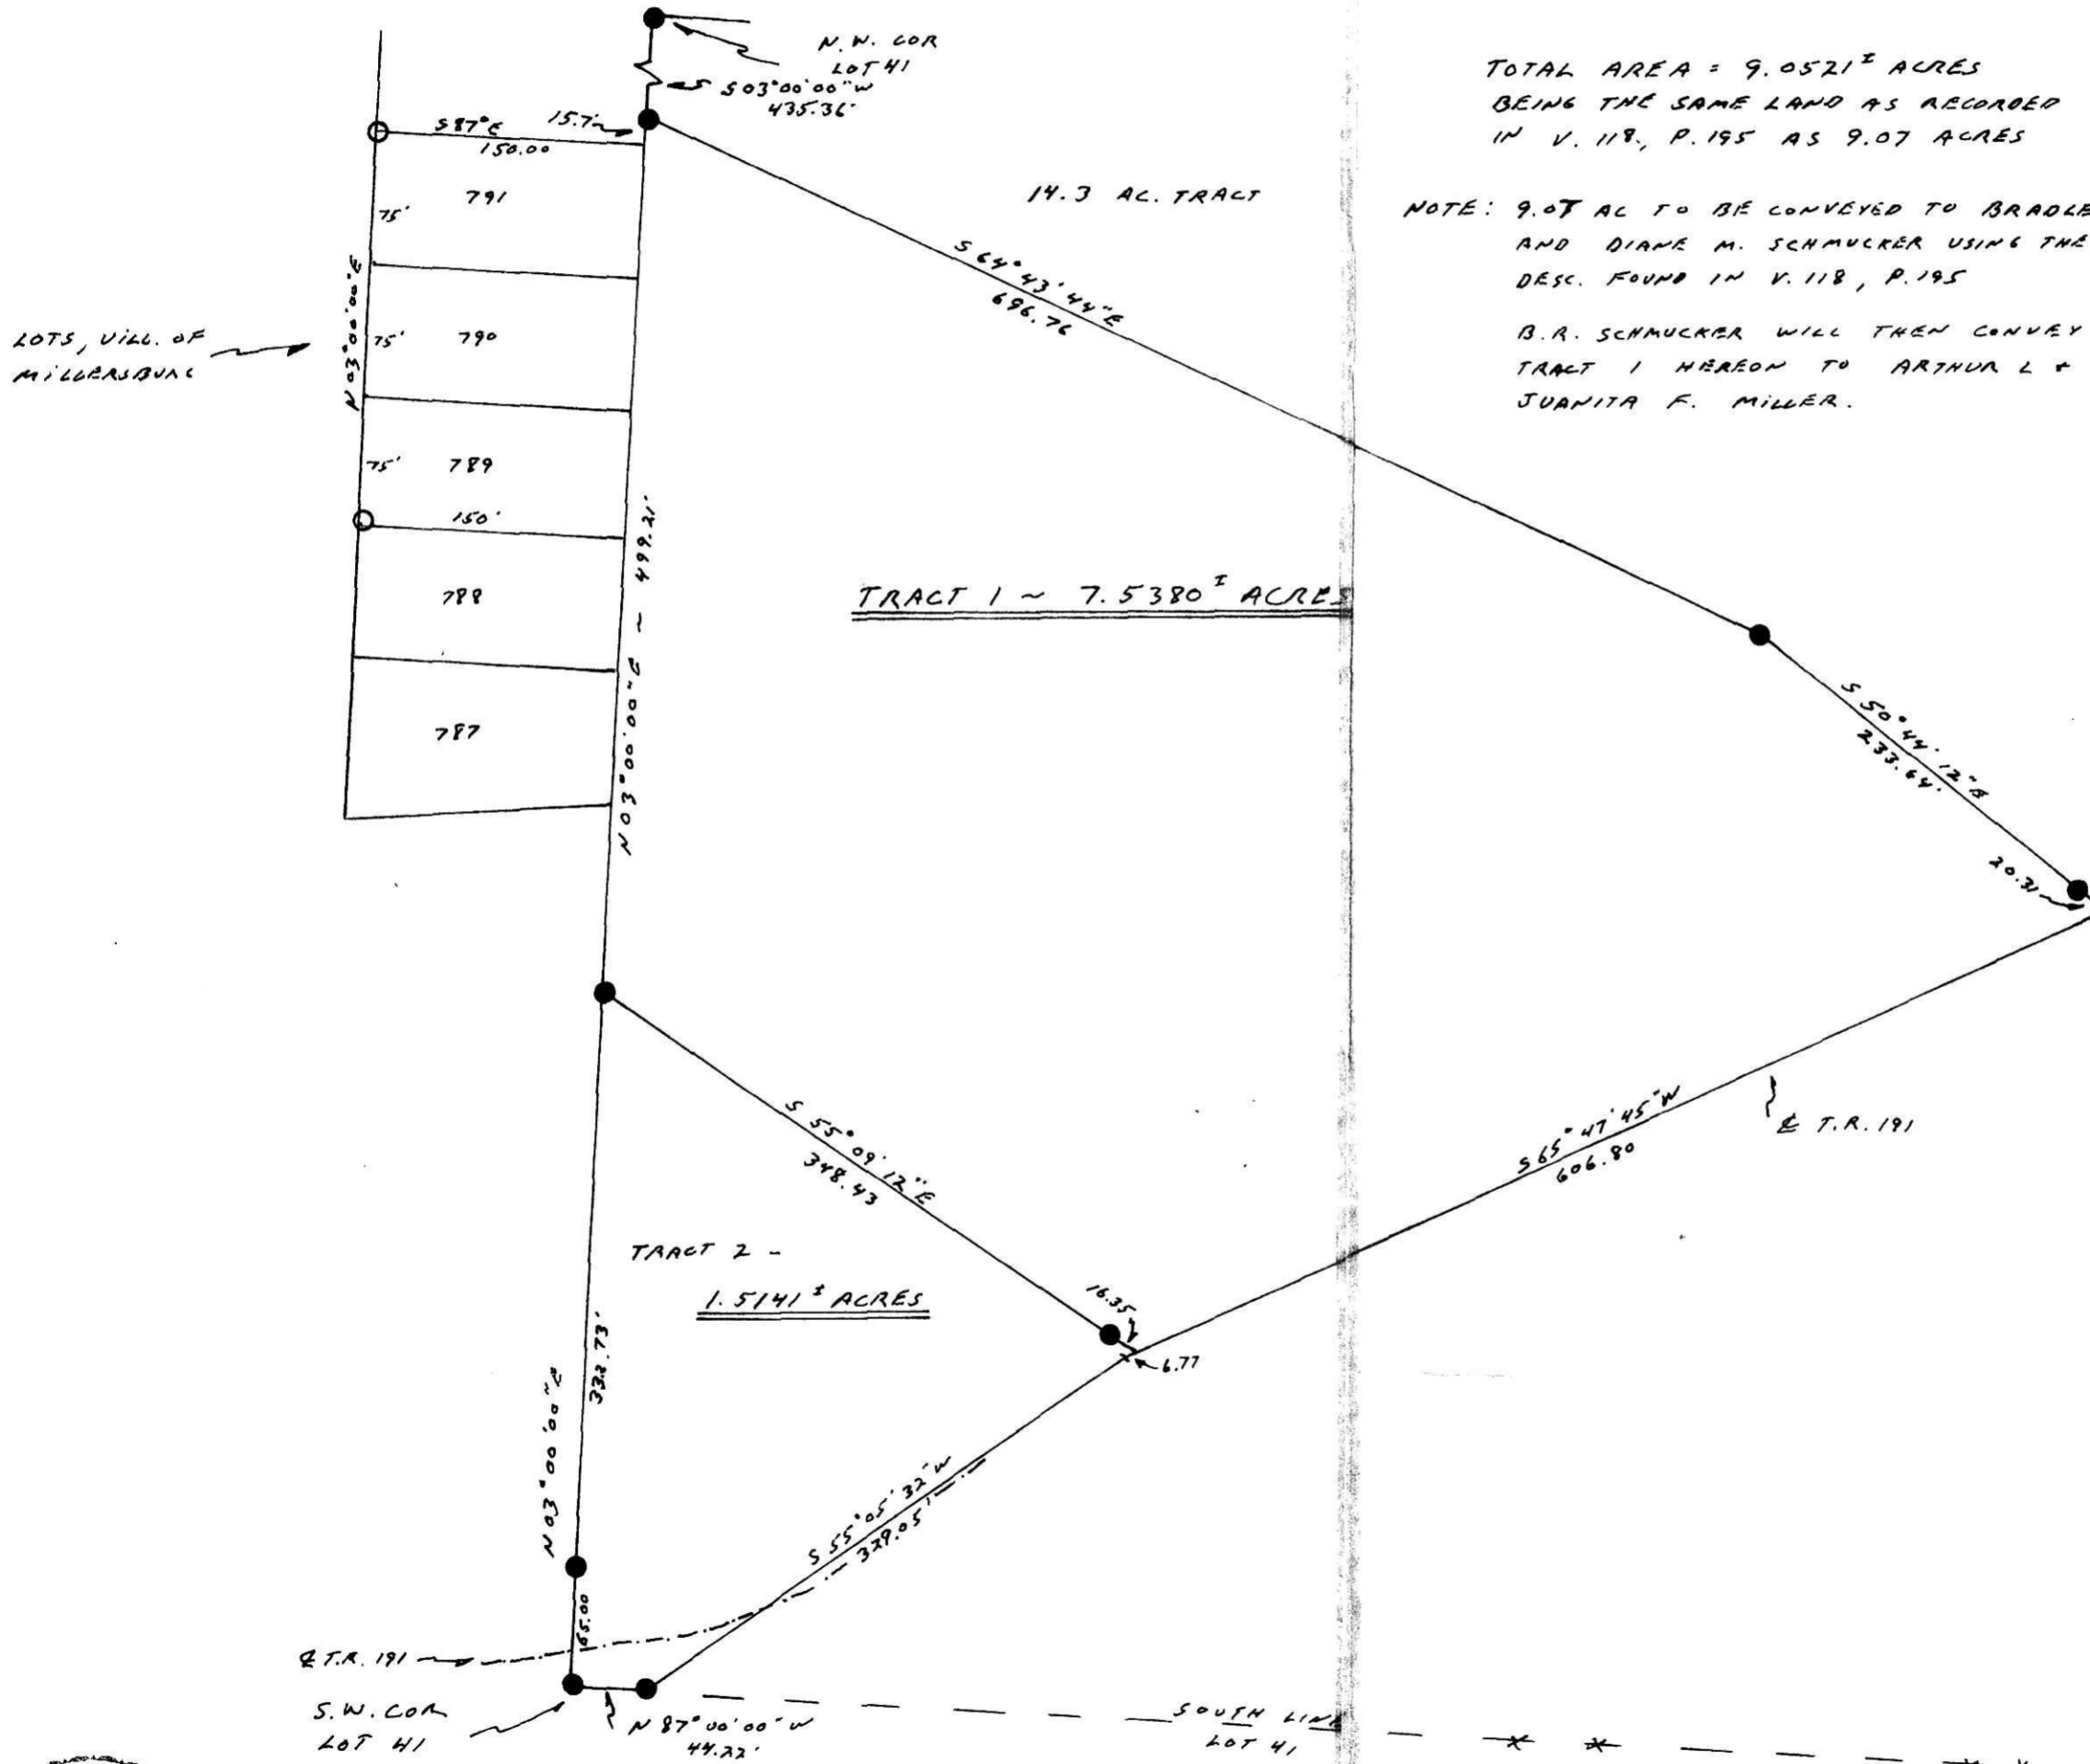 N.W. COR
LOT 41
S 03°00'00" W
435.36'
TOTAL AREA = 9.0521± ACRES
BEING THE SAME LAND AS RECORDED
IN V. 118, P. 195 AS 9.07 ACRES
NOTE: 9.07 AC TO BE CONVEYED TO BRADLE
AND DIANE M. SCHMUCKER USING THE
DESC. FOUND IN V. 118, P. 195
B.R. SCHMUCKER WILL THEN CONVEY
TRACT 1 HEREON TO ARTHUR L &
JUANITA F. MILLER.
S 87° E
150.00
15.7
14.3 AC. TRACT
791
75'
S 64° 43' 44" E
696.76
N 03°00'00" E
LOTS, VILL. OF
MILLERSBURG
75'
790
75'
789
150'
N 03°00'00" E ~ 499.21'
788
787
TRACT 1 ~ 7.5380± ACRES
S 50° 44' 12" E
233.64'
20.31
S 55° 09' 12" E
348.43
16.35
6.77
S 65° 47' 45" W
606.80
℄ T.R. 191
TRACT 2 -
1.5141± ACRES
N 03°00'00" E
65.00
S 55° 05' 32" W
329.05'
℄ T.R. 191
S.W. COR
LOT 41
N 87°00'00" W
44.22'
SOUTH LINE
LOT 41